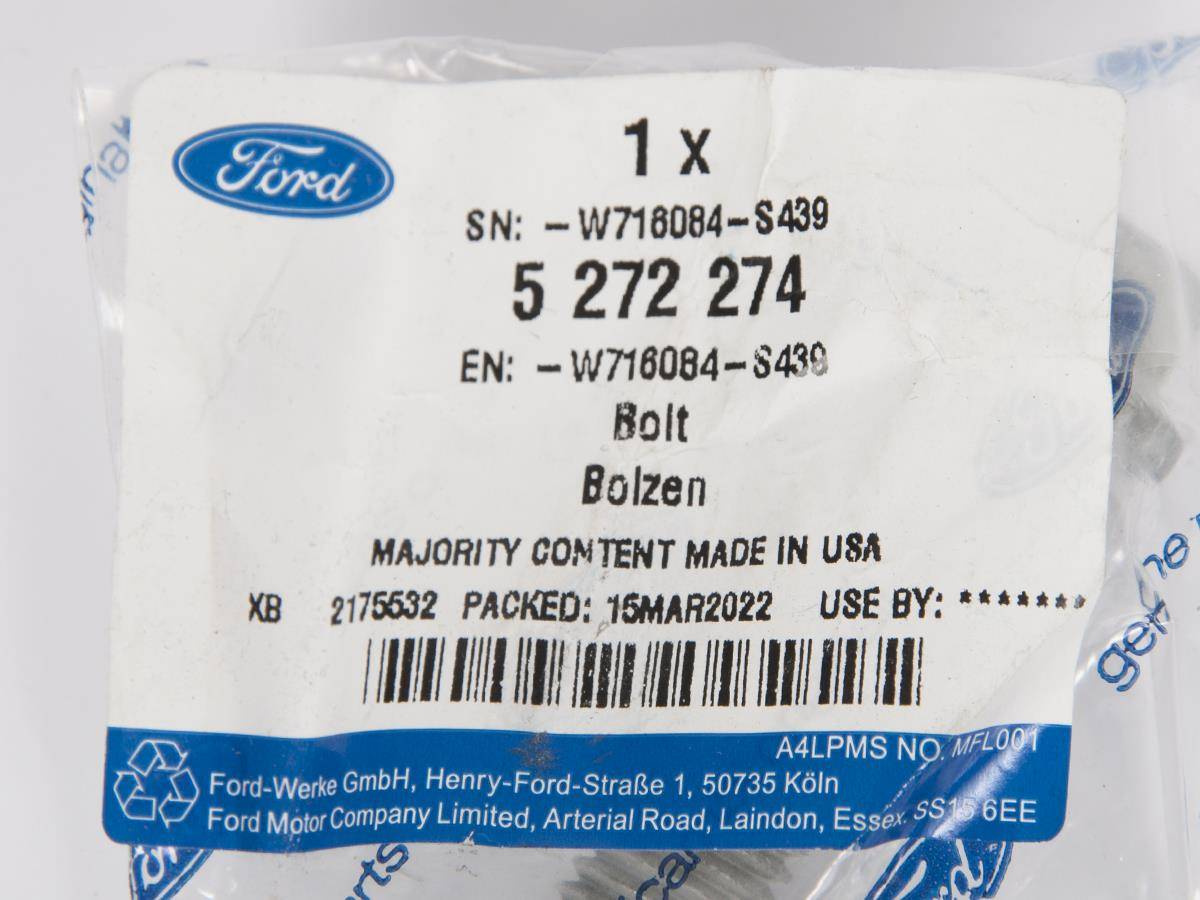 Ford
1 x
SN: -W716084-S439
5 272 274
EN: -W716084-S439
Bolt
Bolzen
MAJORITY CONTENT MADE IN USA
XB 2175532 PACKED: 15MAR2022 USE BY: *******
A4LPMS NO. MFL001
Ford-Werke GmbH, Henry-Ford-Straße 1, 50735 Köln
Ford Motor Company Limited, Arterial Road, Laindon, Essex. SS15 6EE
Ford